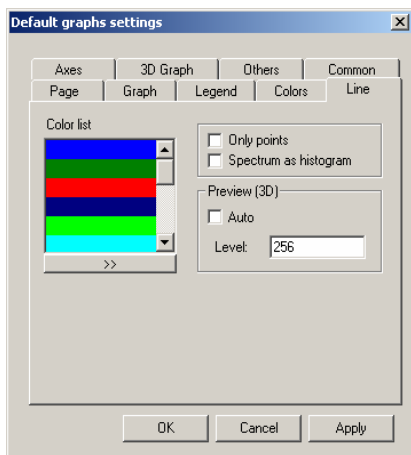 Default graphs settings
Axes 3D Graph Others Common
Page Graph Legend Colors Line
Color list
Only points
Spectrum as histogram
Preview (3D)
Auto
Level: 256
>>
OK Cancel Apply